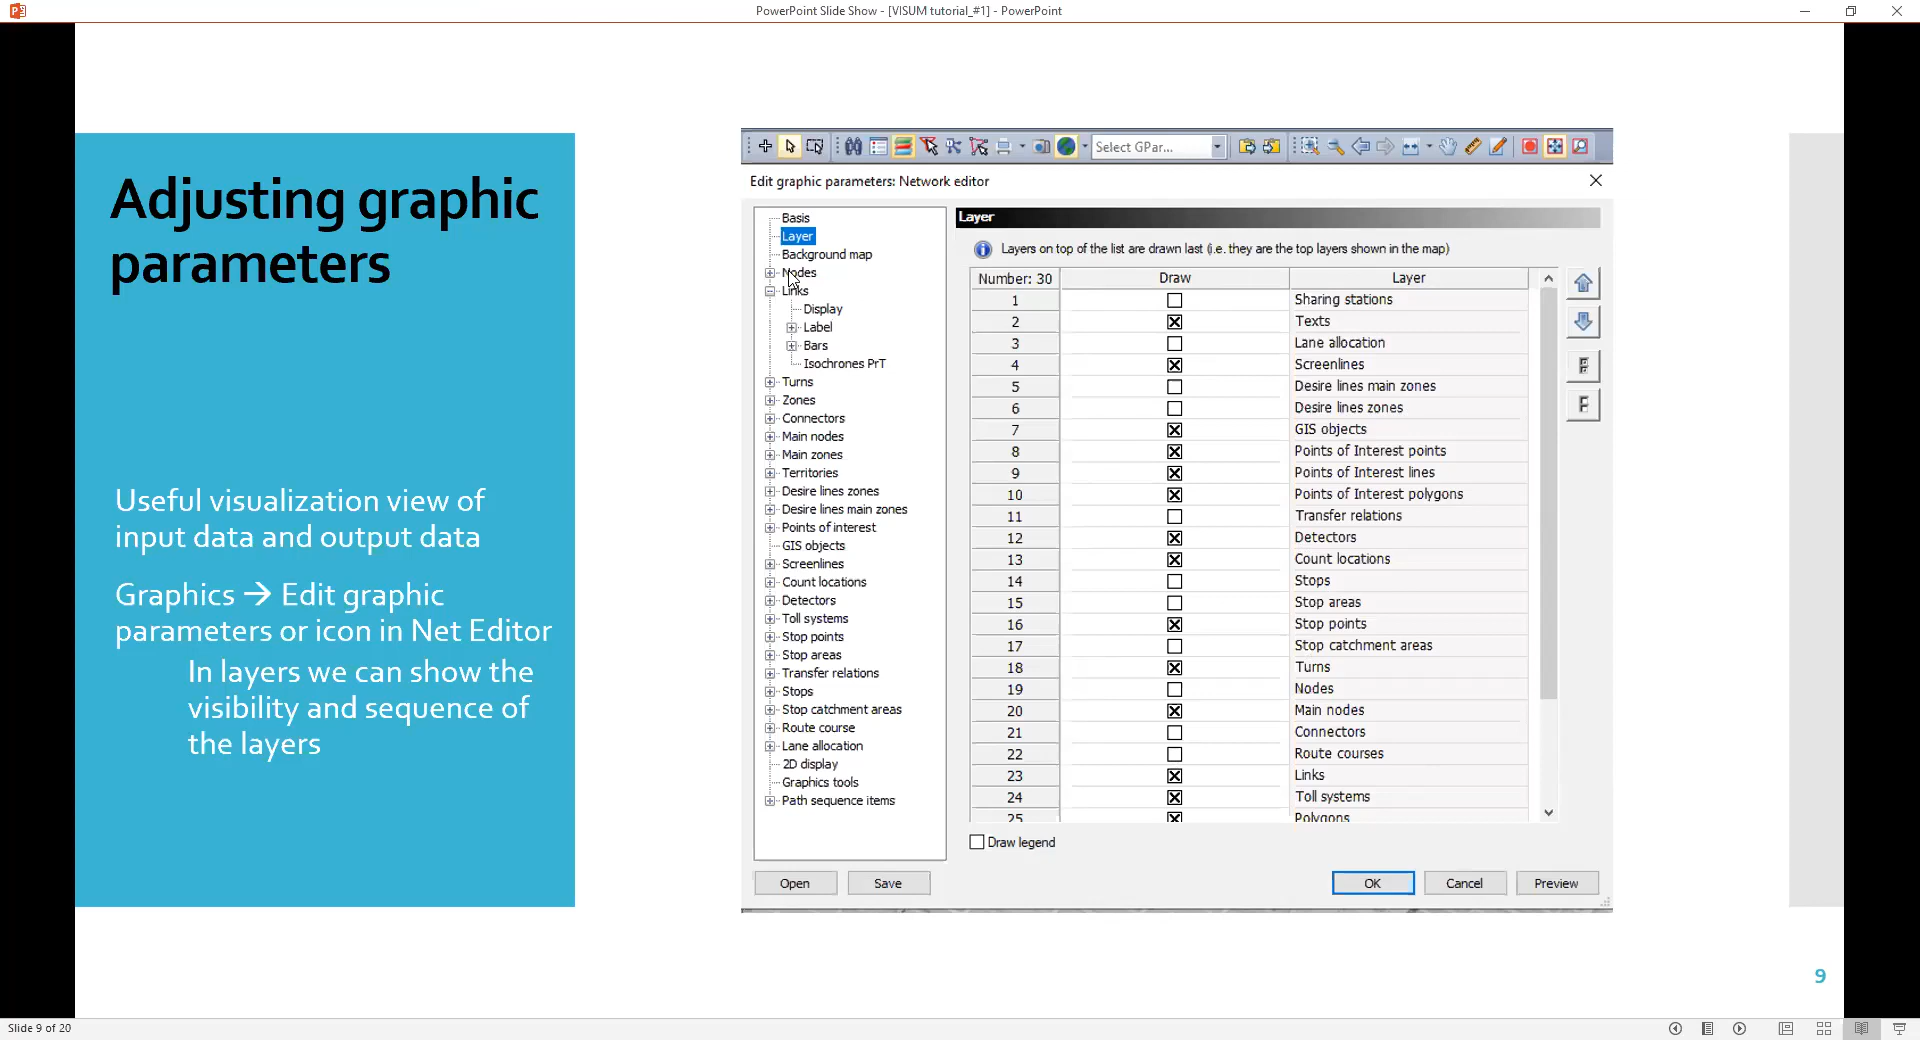 PowerPoint Slide Show - [VISUM tutorial_#1] - PowerPoint
Adjusting graphic
parameters
Useful visualization view of
input data and output data
Graphics → Edit graphic
parameters or icon in Net Editor
In layers we can show the
visibility and sequence of
the layers
Select GPar...
Edit graphic parameters: Network editor
Basis
Layer
Background map
Nodes
Links
Display
Label
Bars
Isochrones PrT
Turns
Zones
Connectors
Main nodes
Main zones
Territories
Desire lines zones
Desire lines main zones
Points of interest
GIS objects
Screenlines
Count locations
Detectors
Toll systems
Stop points
Stop areas
Transfer relations
Stops
Stop catchment areas
Route course
Lane allocation
2D display
Graphics tools
Path sequence items
Open Save
Layer
Layers on top of the list are drawn last (i.e. they are the top layers shown in the map)
Number: 30 Draw Layer
1 Sharing stations
2 Texts
3 Lane allocation
4 Screenlines
5 Desire lines main zones
6 Desire lines zones
7 GIS objects
8 Points of Interest points
9 Points of Interest lines
10 Points of Interest polygons
11 Transfer relations
12 Detectors
13 Count locations
14 Stops
15 Stop areas
16 Stop points
17 Stop catchment areas
18 Turns
19 Nodes
20 Main nodes
21 Connectors
22 Route courses
23 Links
24 Toll systems
25 Polygons
Draw legend
OK Cancel Preview
9
Slide 9 of 20